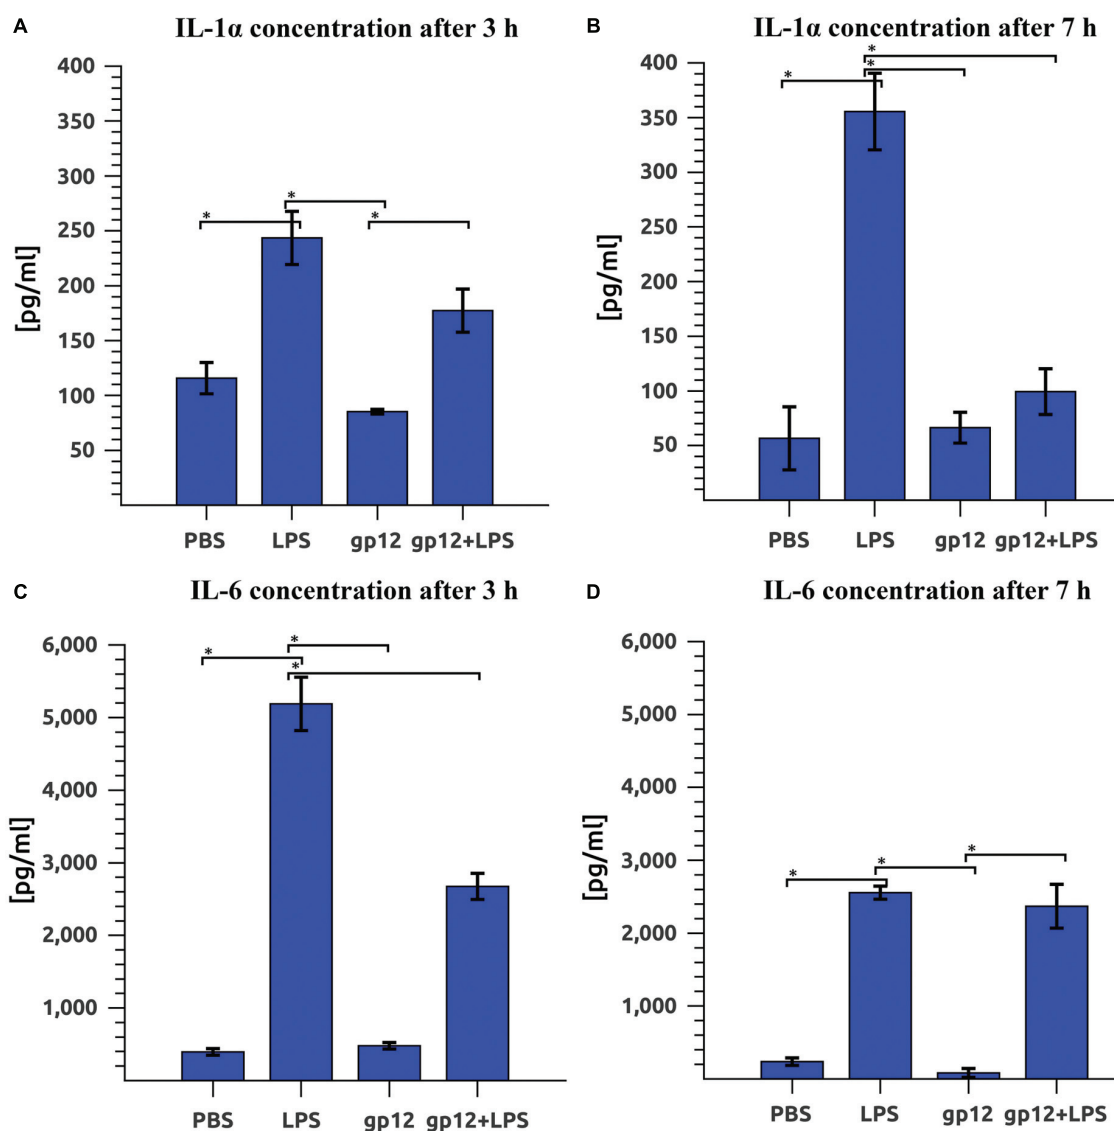 A
IL-1α concentration after 3 h
400
350
300
250
200
150
100
50
[pg/ml]
*
*
*
PBS
LPS
gp12
gp12+LPS
B
IL-1α concentration after 7 h
400
350
300
250
200
150
100
50
[pg/ml]
*
*
*
PBS
LPS
gp12
gp12+LPS
C
IL-6 concentration after 3 h
6,000
5,000
4,000
3,000
2,000
1,000
[pg/ml]
*
*
*
PBS
LPS
gp12
gp12+LPS
D
IL-6 concentration after 7 h
6,000
5,000
4,000
3,000
2,000
1,000
[pg/ml]
*
*
*
PBS
LPS
gp12
gp12+LPS